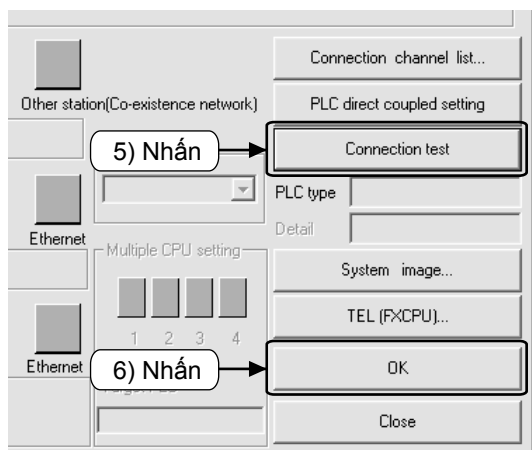 Connection channel list...
Other station(Co-existence network)
PLC direct coupled setting
5) Nhấn
Connection test
PLC type
Detail
Ethernet
Multiple CPU setting
System image...
TEL (FXCPU)...
1 2 3 4
Ethernet
6) Nhấn
OK
Close